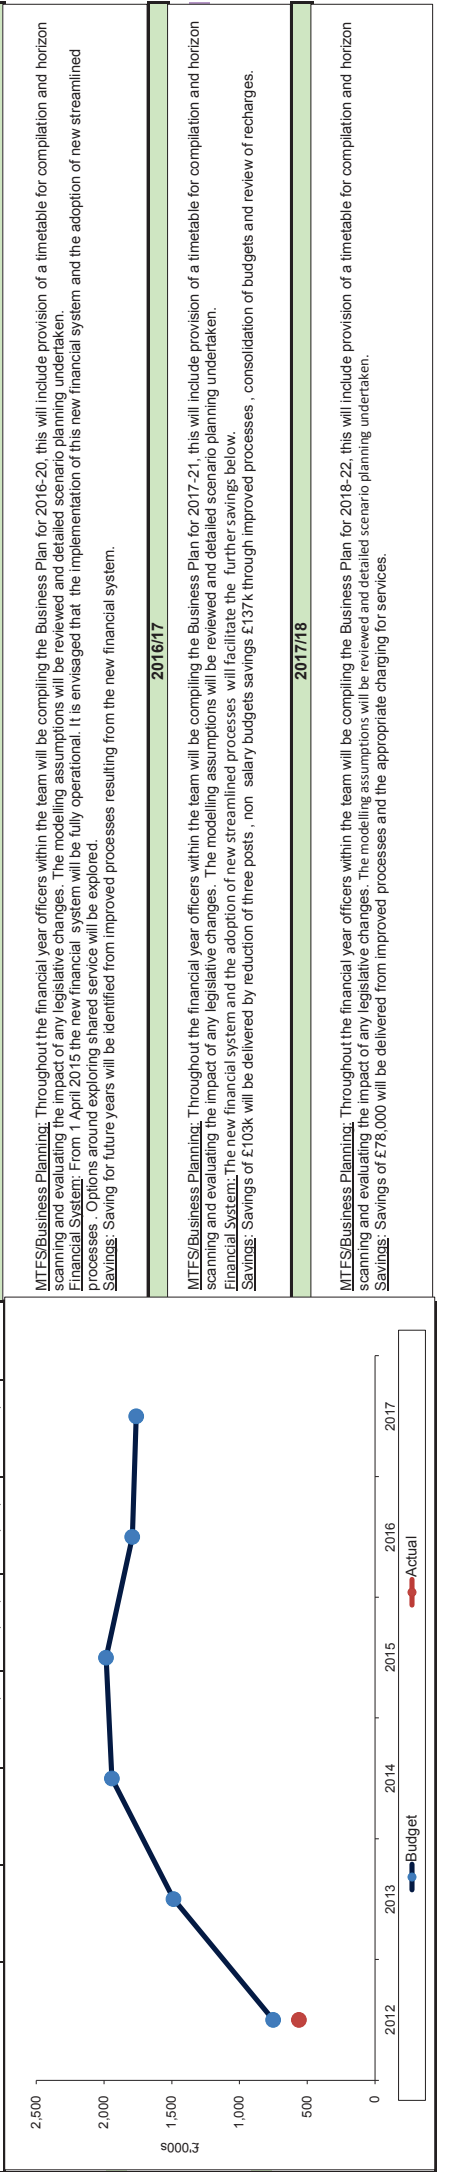 MTFS/Business Planning: Throughout the financial year officers within the team will be compiling the Business Plan for 2016-20, this will include provision of a timetable for compilation and horizon
scanning and evaluating the impact of any legislative changes. The modelling assumptions will be reviewed and detailed scenario planning undertaken.
Financial System: From 1 April 2015 the new financial system will be fully operational. It is envisaged that the implementation of this new financial system and the adoption of new streamlined
processes . Options around exploring shared service will be explored.
Savings: Saving for future years will be identified from improved processes resulting from the new financial system.
2016/17
MTFS/Business Planning: Throughout the financial year officers within the team will be compiling the Business Plan for 2017-21, this will include provision of a timetable for compilation and horizon
scanning and evaluating the impact of any legislative changes. The modelling assumptions will be reviewed and detailed scenario planning undertaken.
Financial System: The new financial system and the adoption of new streamlined processes will facilitate the further savings below.
Savings: Savings of £103k will be delivered by reduction of three posts , non salary budgets savings £137k through improved processes , consolidation of budgets and review of recharges.
2017/18
MTFS/Business Planning: Throughout the financial year officers within the team will be compiling the Business Plan for 2018-22, this will include provision of a timetable for compilation and horizon
scanning and evaluating the impact of any legislative changes. The modelling assumptions will be reviewed and detailed scenario planning undertaken.
Savings: Savings of £78,000 will be delivered from improved processes and the appropriate charging for services.
£'000s
2,500
2,000
1,500
1,000
500
0
2012 2013 2014 2015 2016 2017
Budget Actual